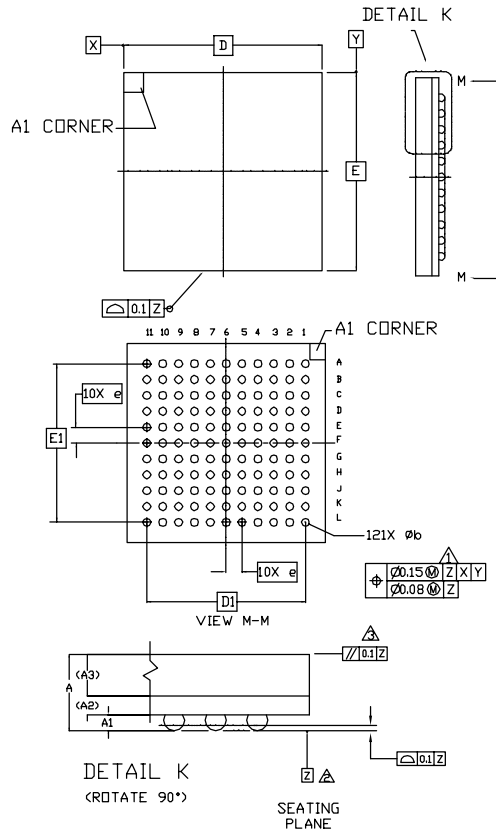 DETAIL K
X
D
Y
M
A1 CORNER
E
M
0.1 Z
11 10 9 8 7 6 5 4 3 2 1
A1 CORNER
A
B
C
D
E
F
G
H
J
K
L
10X e
E1
121X Øb
10X e
D1
VIEW M-M
1
Ø0.15 Ⓜ Z X Y
Ø0.08 Ⓜ Z
3
// 0.1 Z
A
(A3)
(A2)
A1
0.1 Z
Z 2
DETAIL K
(ROTATE 90°)
SEATING
PLANE